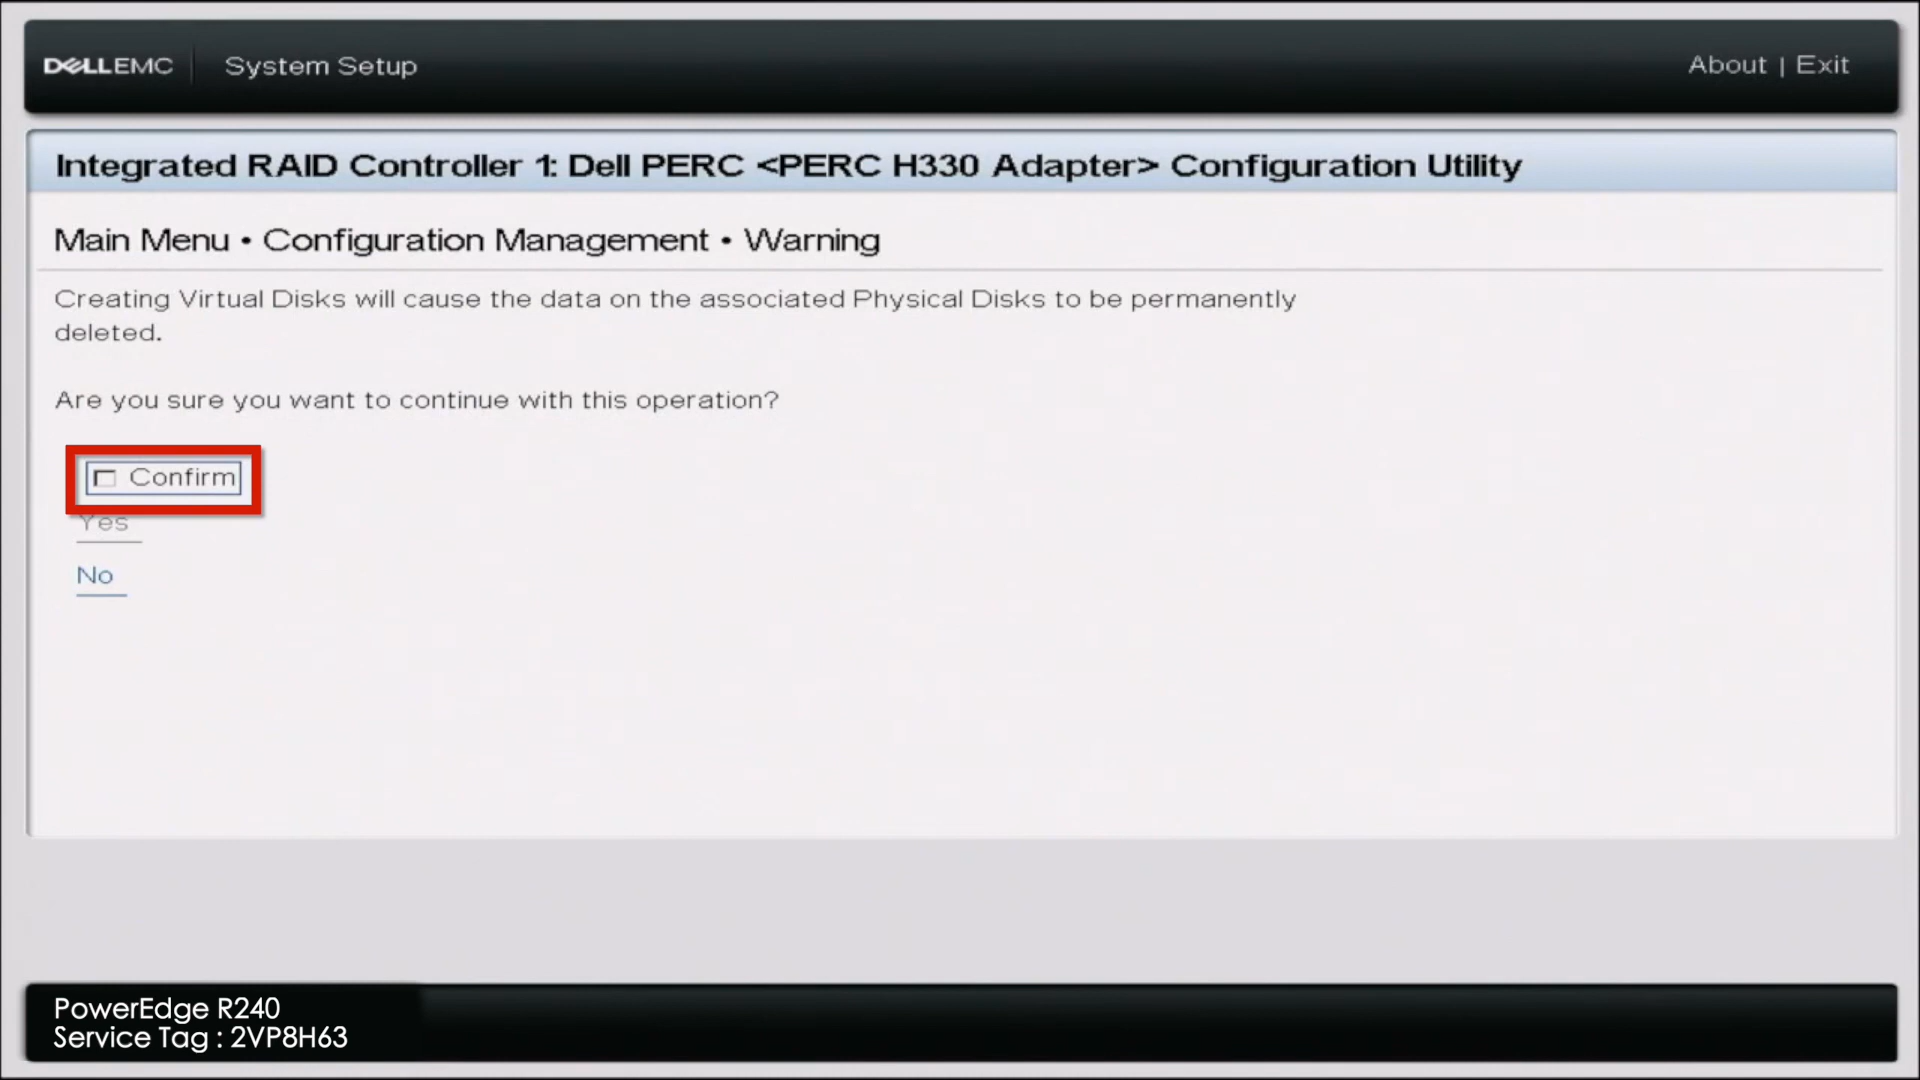 DELLEMC System Setup About | Exit
Integrated RAID Controller 1: Dell PERC <PERC H330 Adapter> Configuration Utility
Main Menu • Configuration Management • Warning
Creating Virtual Disks will cause the data on the associated Physical Disks to be permanently
deleted.
Are you sure you want to continue with this operation?
Confirm
Yes
No
PowerEdge R240
Service Tag : 2VP8H63